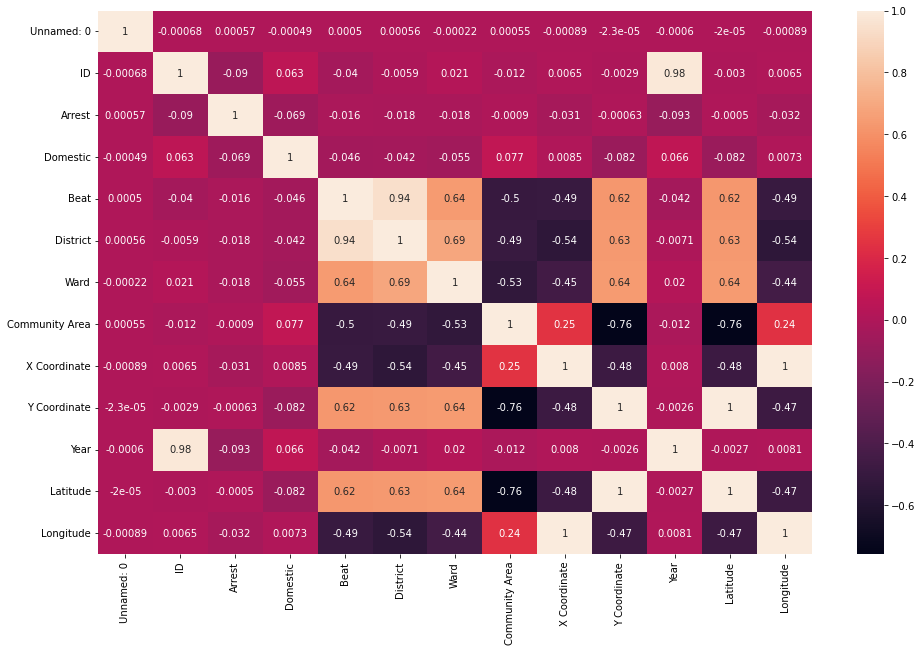 Unnamed: 0 1 -0.00068 0.00057 -0.00049 0.0005 0.00056 -0.00022 0.00055 -0.00089 -2.3e-05 -0.0006 -2e-05 -0.00089
ID -0.00068 1 -0.09 0.063 -0.04 -0.0059 0.021 -0.012 0.0065 -0.0029 0.98 -0.003 0.0065
Arrest 0.00057 -0.09 1 -0.069 -0.016 -0.018 -0.018 -0.0009 -0.031 -0.00063 -0.093 -0.0005 -0.032
Domestic -0.00049 0.063 -0.069 1 -0.046 -0.042 -0.055 0.077 0.0085 -0.082 0.066 -0.082 0.0073
Beat 0.0005 -0.04 -0.016 -0.046 1 0.94 0.64 -0.5 -0.49 0.62 -0.042 0.62 -0.49
District 0.00056 -0.0059 -0.018 -0.042 0.94 1 0.69 -0.49 -0.54 0.63 -0.0071 0.63 -0.54
Ward -0.00022 0.021 -0.018 -0.055 0.64 0.69 1 -0.53 -0.45 0.64 0.02 0.64 -0.44
Community Area 0.00055 -0.012 -0.0009 0.077 -0.5 -0.49 -0.53 1 0.25 -0.76 -0.012 -0.76 0.24
X Coordinate -0.00089 0.0065 -0.031 0.0085 -0.49 -0.54 -0.45 0.25 1 -0.48 0.008 -0.48 1
Y Coordinate -2.3e-05 -0.0029 -0.00063 -0.082 0.62 0.63 0.64 -0.76 -0.48 1 -0.0026 1 -0.47
Year -0.0006 0.98 -0.093 0.066 -0.042 -0.0071 0.02 -0.012 0.008 -0.0026 1 -0.0027 0.0081
Latitude -2e-05 -0.003 -0.0005 -0.082 0.62 0.63 0.64 -0.76 -0.48 1 -0.0027 1 -0.47
Longitude -0.00089 0.0065 -0.032 0.0073 -0.49 -0.54 -0.44 0.24 1 -0.47 0.0081 -0.47 1
Unnamed: 0
ID
Arrest
Domestic
Beat
District
Ward
Community Area
X Coordinate
Y Coordinate
Year
Latitude
Longitude
1.0
0.8
0.6
0.4
0.2
0.0
-0.2
-0.4
-0.6